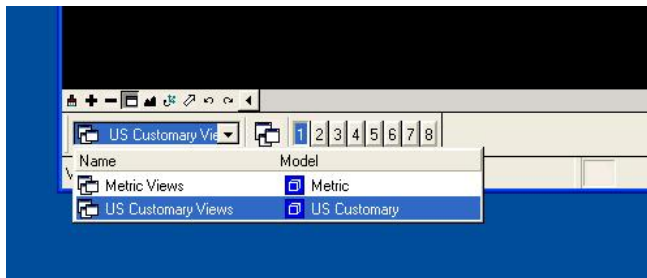 US Customary Vie
1 2 3 4 5 6 7 8
Name Model
Metric Views Metric
US Customary Views US Customary